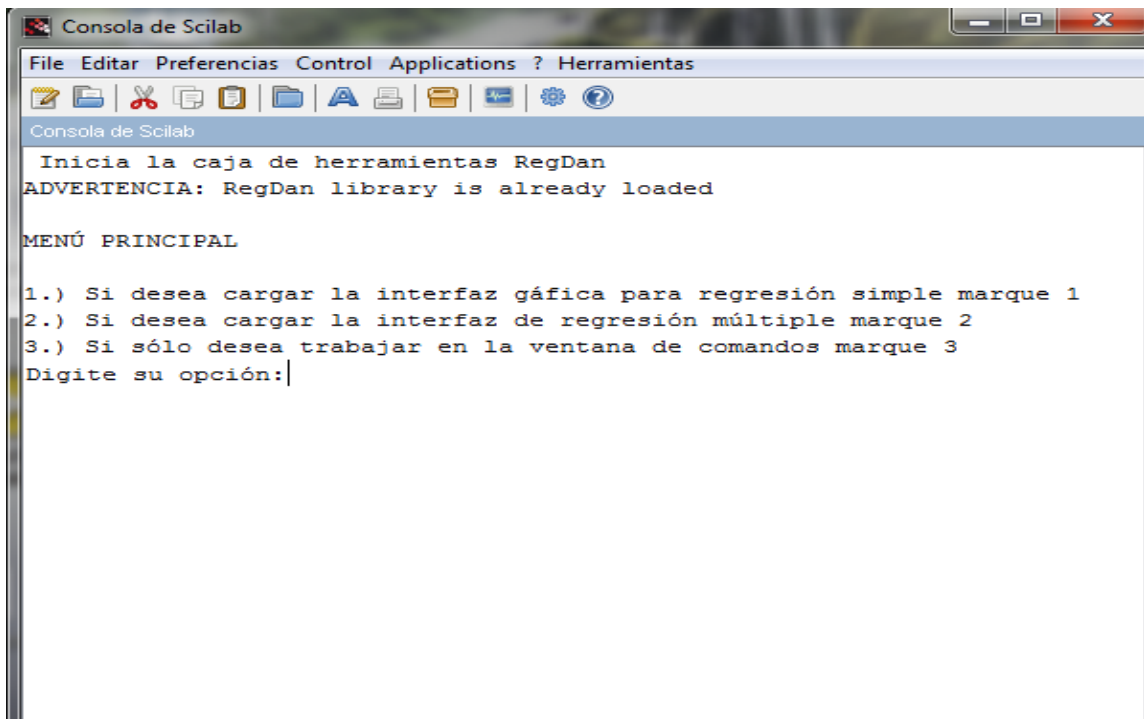 Consola de Scilab
File Editar Preferencias Control Applications ? Herramientas
Consola de Scilab
Inicia la caja de herramientas RegDan
ADVERTENCIA: RegDan library is already loaded
MENÚ PRINCIPAL
1.) Si desea cargar la interfaz gáfica para regresión simple marque 1
2.) Si desea cargar la interfaz de regresión múltiple marque 2
3.) Si sólo desea trabajar en la ventana de comandos marque 3
Digite su opción: